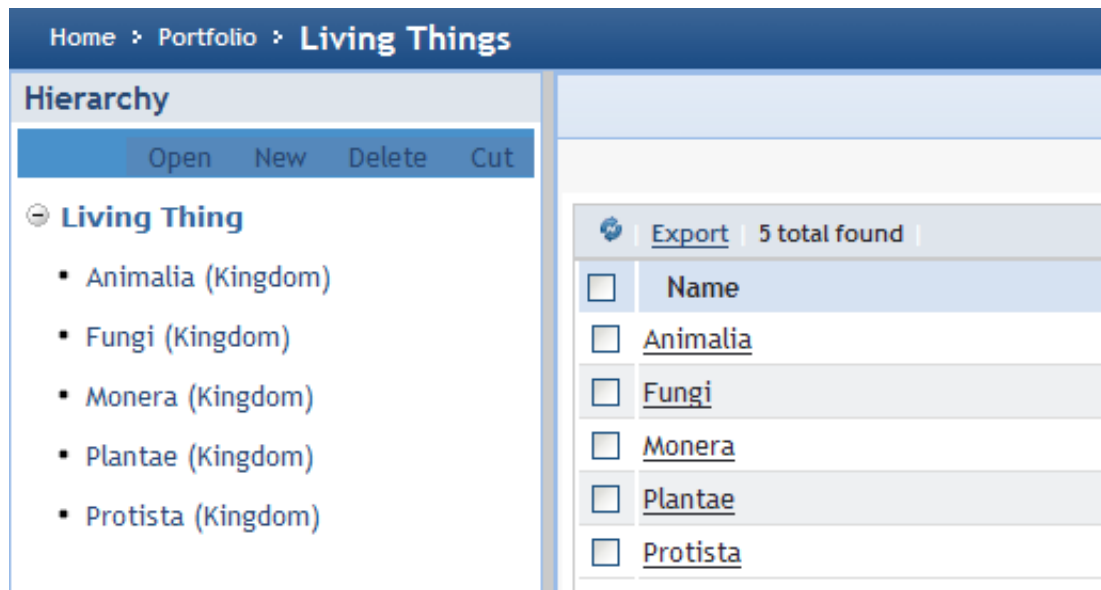 Home > Portfolio > Living Things
Hierarchy
Open New Delete Cut
Living Thing
• Animalia (Kingdom)
• Fungi (Kingdom)
• Monera (Kingdom)
• Plantae (Kingdom)
• Protista (Kingdom)
Export 5 total found
Name
Animalia
Fungi
Monera
Plantae
Protista